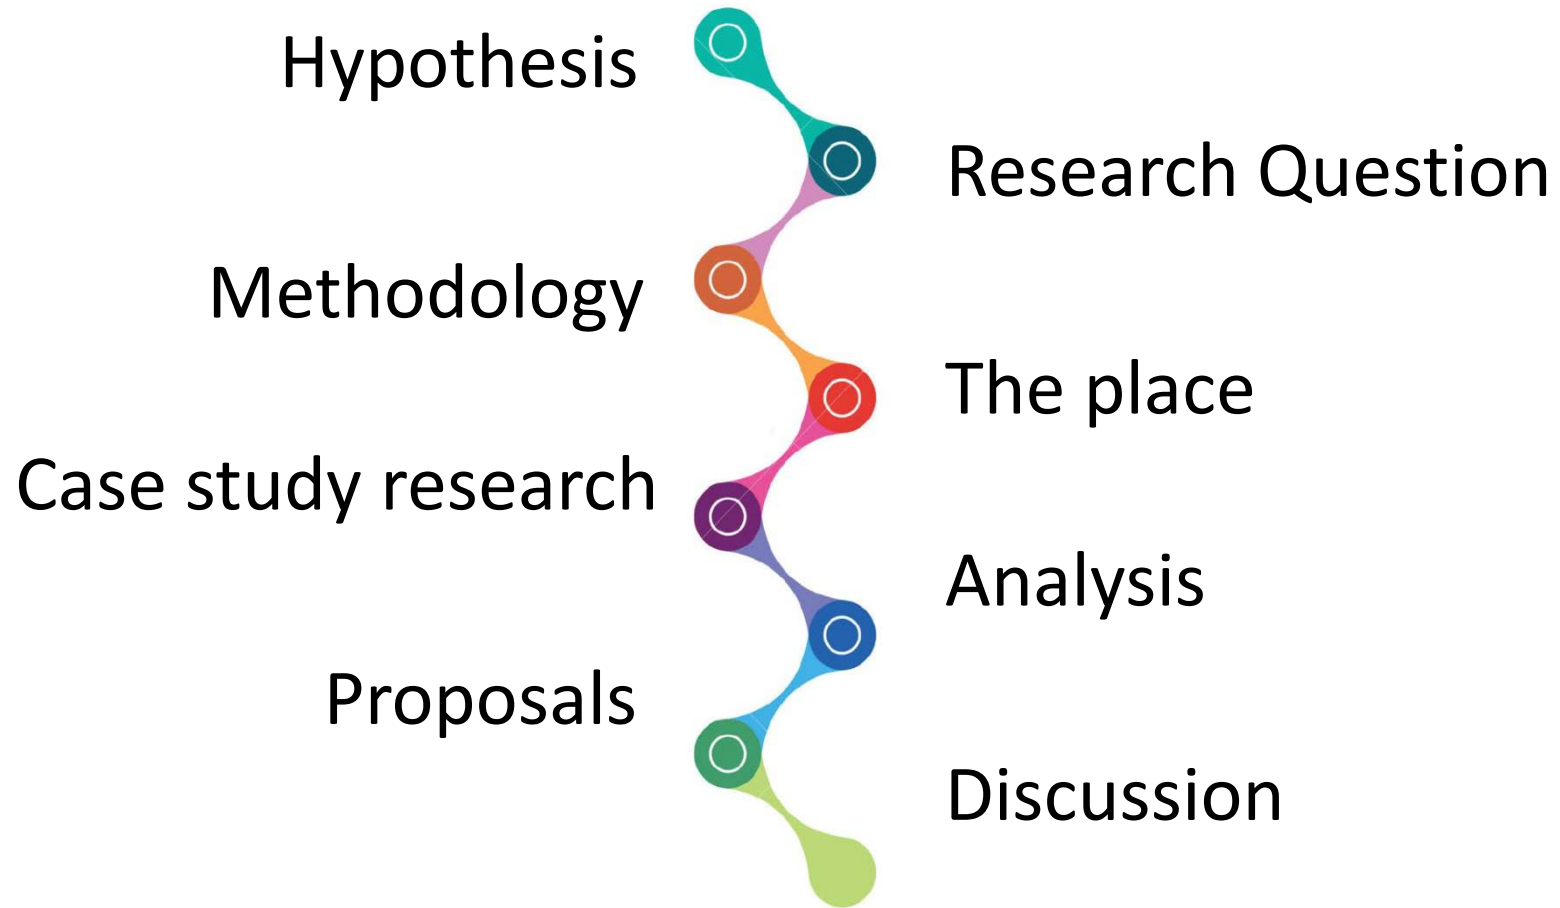 Hypothesis
Research Question
Methodology
The place
Case study research
Analysis
Proposals
Discussion